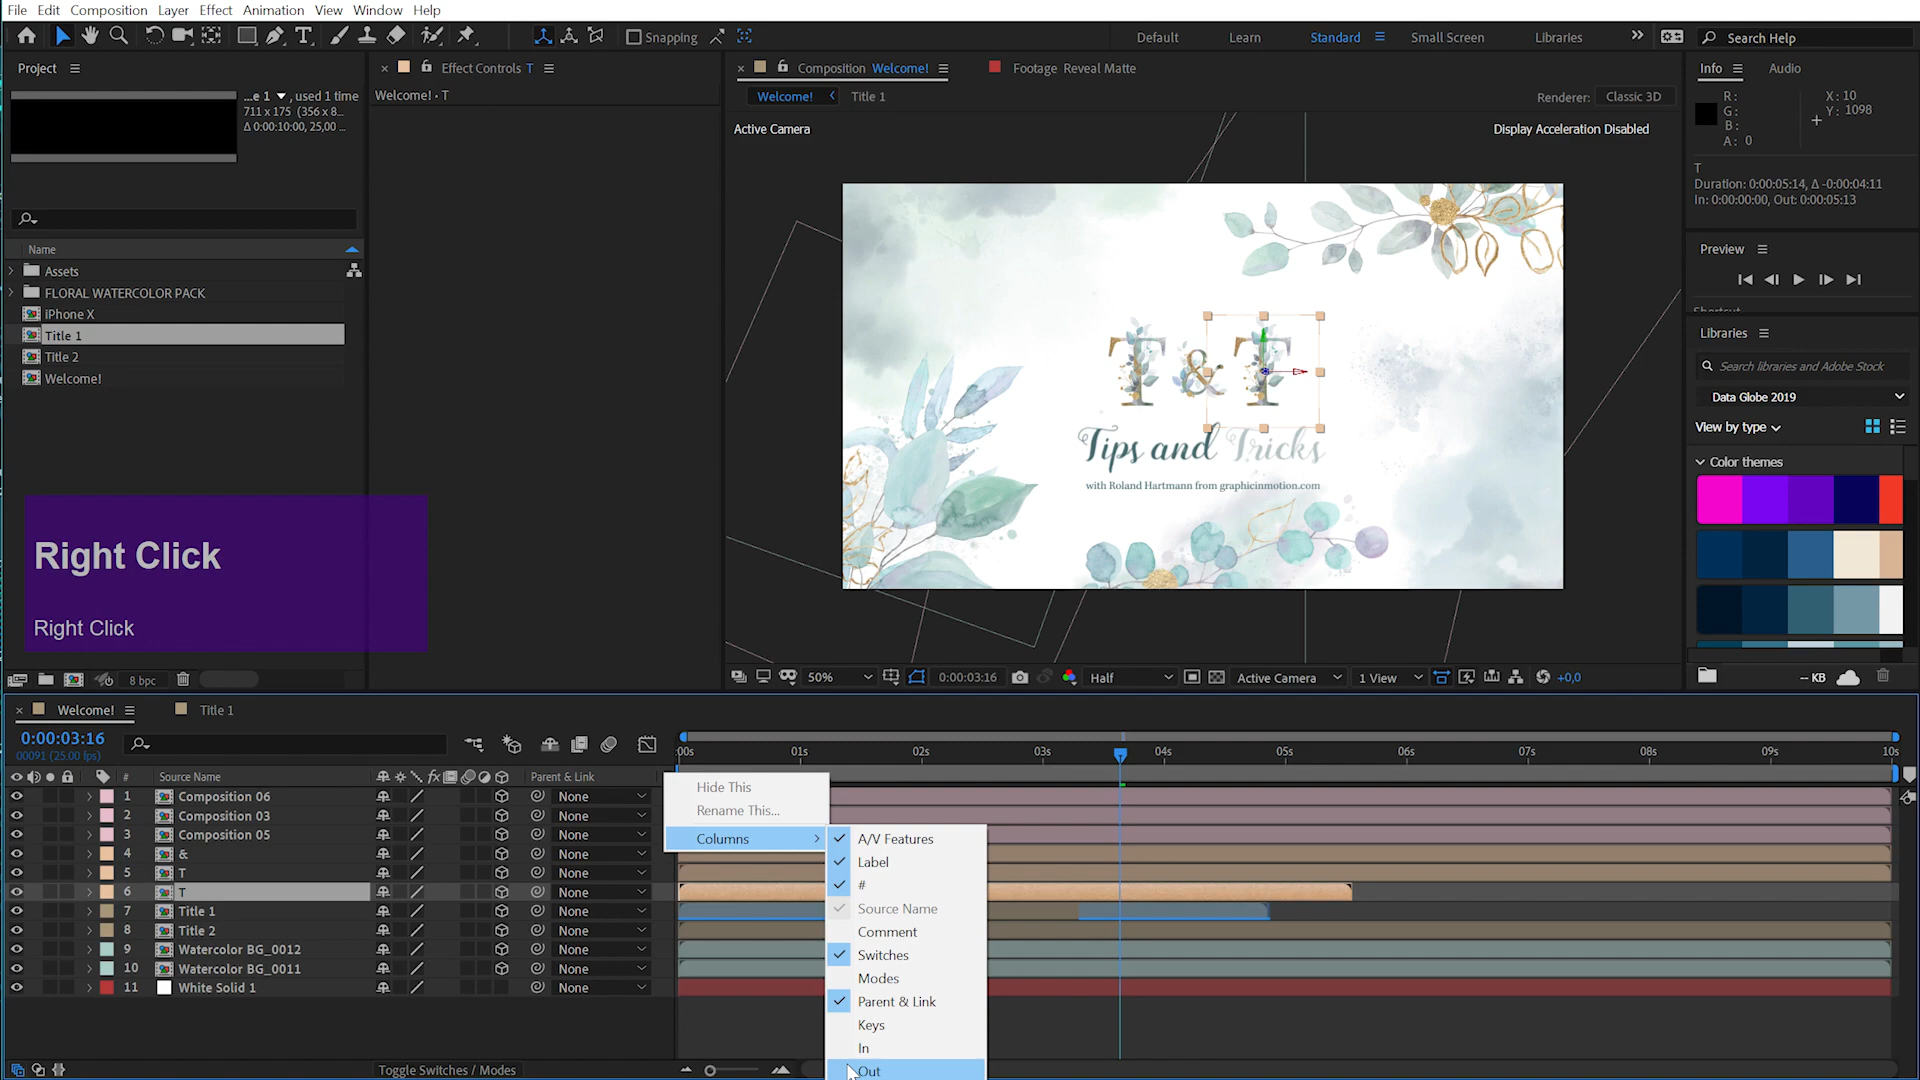 File Edit Composition Layer Effect Animation View Window Help
Snapping
Default Learn Standard Small Screen Libraries Search Help
Project
Effect Controls T
Composition Welcome!
Footage Reveal Matte
Info Audio
...e 1 , used 1 time
711 x 175 (356 x 8...
Δ 0:00:10:00, 25,00 ...
Welcome! · T
Welcome! Title 1
Renderer: Classic 3D
R:
G:
B:
A: 0
X: 10
Y: 1098
Active Camera
Display Acceleration Disabled
T
Duration: 0:00:05:14, Δ -0:00:04:11
In: 0:00:00:00, Out: 0:00:05:13
Name
Assets
FLORAL WATERCOLOR PACK
iPhone X
Title 1
Title 2
Welcome!
Preview
Shortcut
Libraries
Search libraries and Adobe Stock
Data Globe 2019
View by type
Color themes
T & T
Tips and Tricks
with Roland Hartmann from graphicinmotion.com
Right Click
Right Click
8 bpc
50% 0:00:03:16 Half Active Camera 1 View +0,0
-- KB
Welcome! Title 1
0:00:03:16
00091 (25.00 fps)
:00s 01s 02s 03s 04s 05s 06s 07s 08s 09s 10s
# Source Name fx Parent & Link
1 Composition 06 None
2 Composition 03 None
3 Composition 05 None
4 & None
5 T None
6 T None
7 Title 1 None
8 Title 2 None
9 Watercolor BG_0012 None
10 Watercolor BG_0011 None
11 White Solid 1 None
Hide This
Rename This...
Columns
A/V Features
Label
#
Source Name
Comment
Switches
Modes
Parent & Link
Keys
In
Out
Toggle Switches / Modes